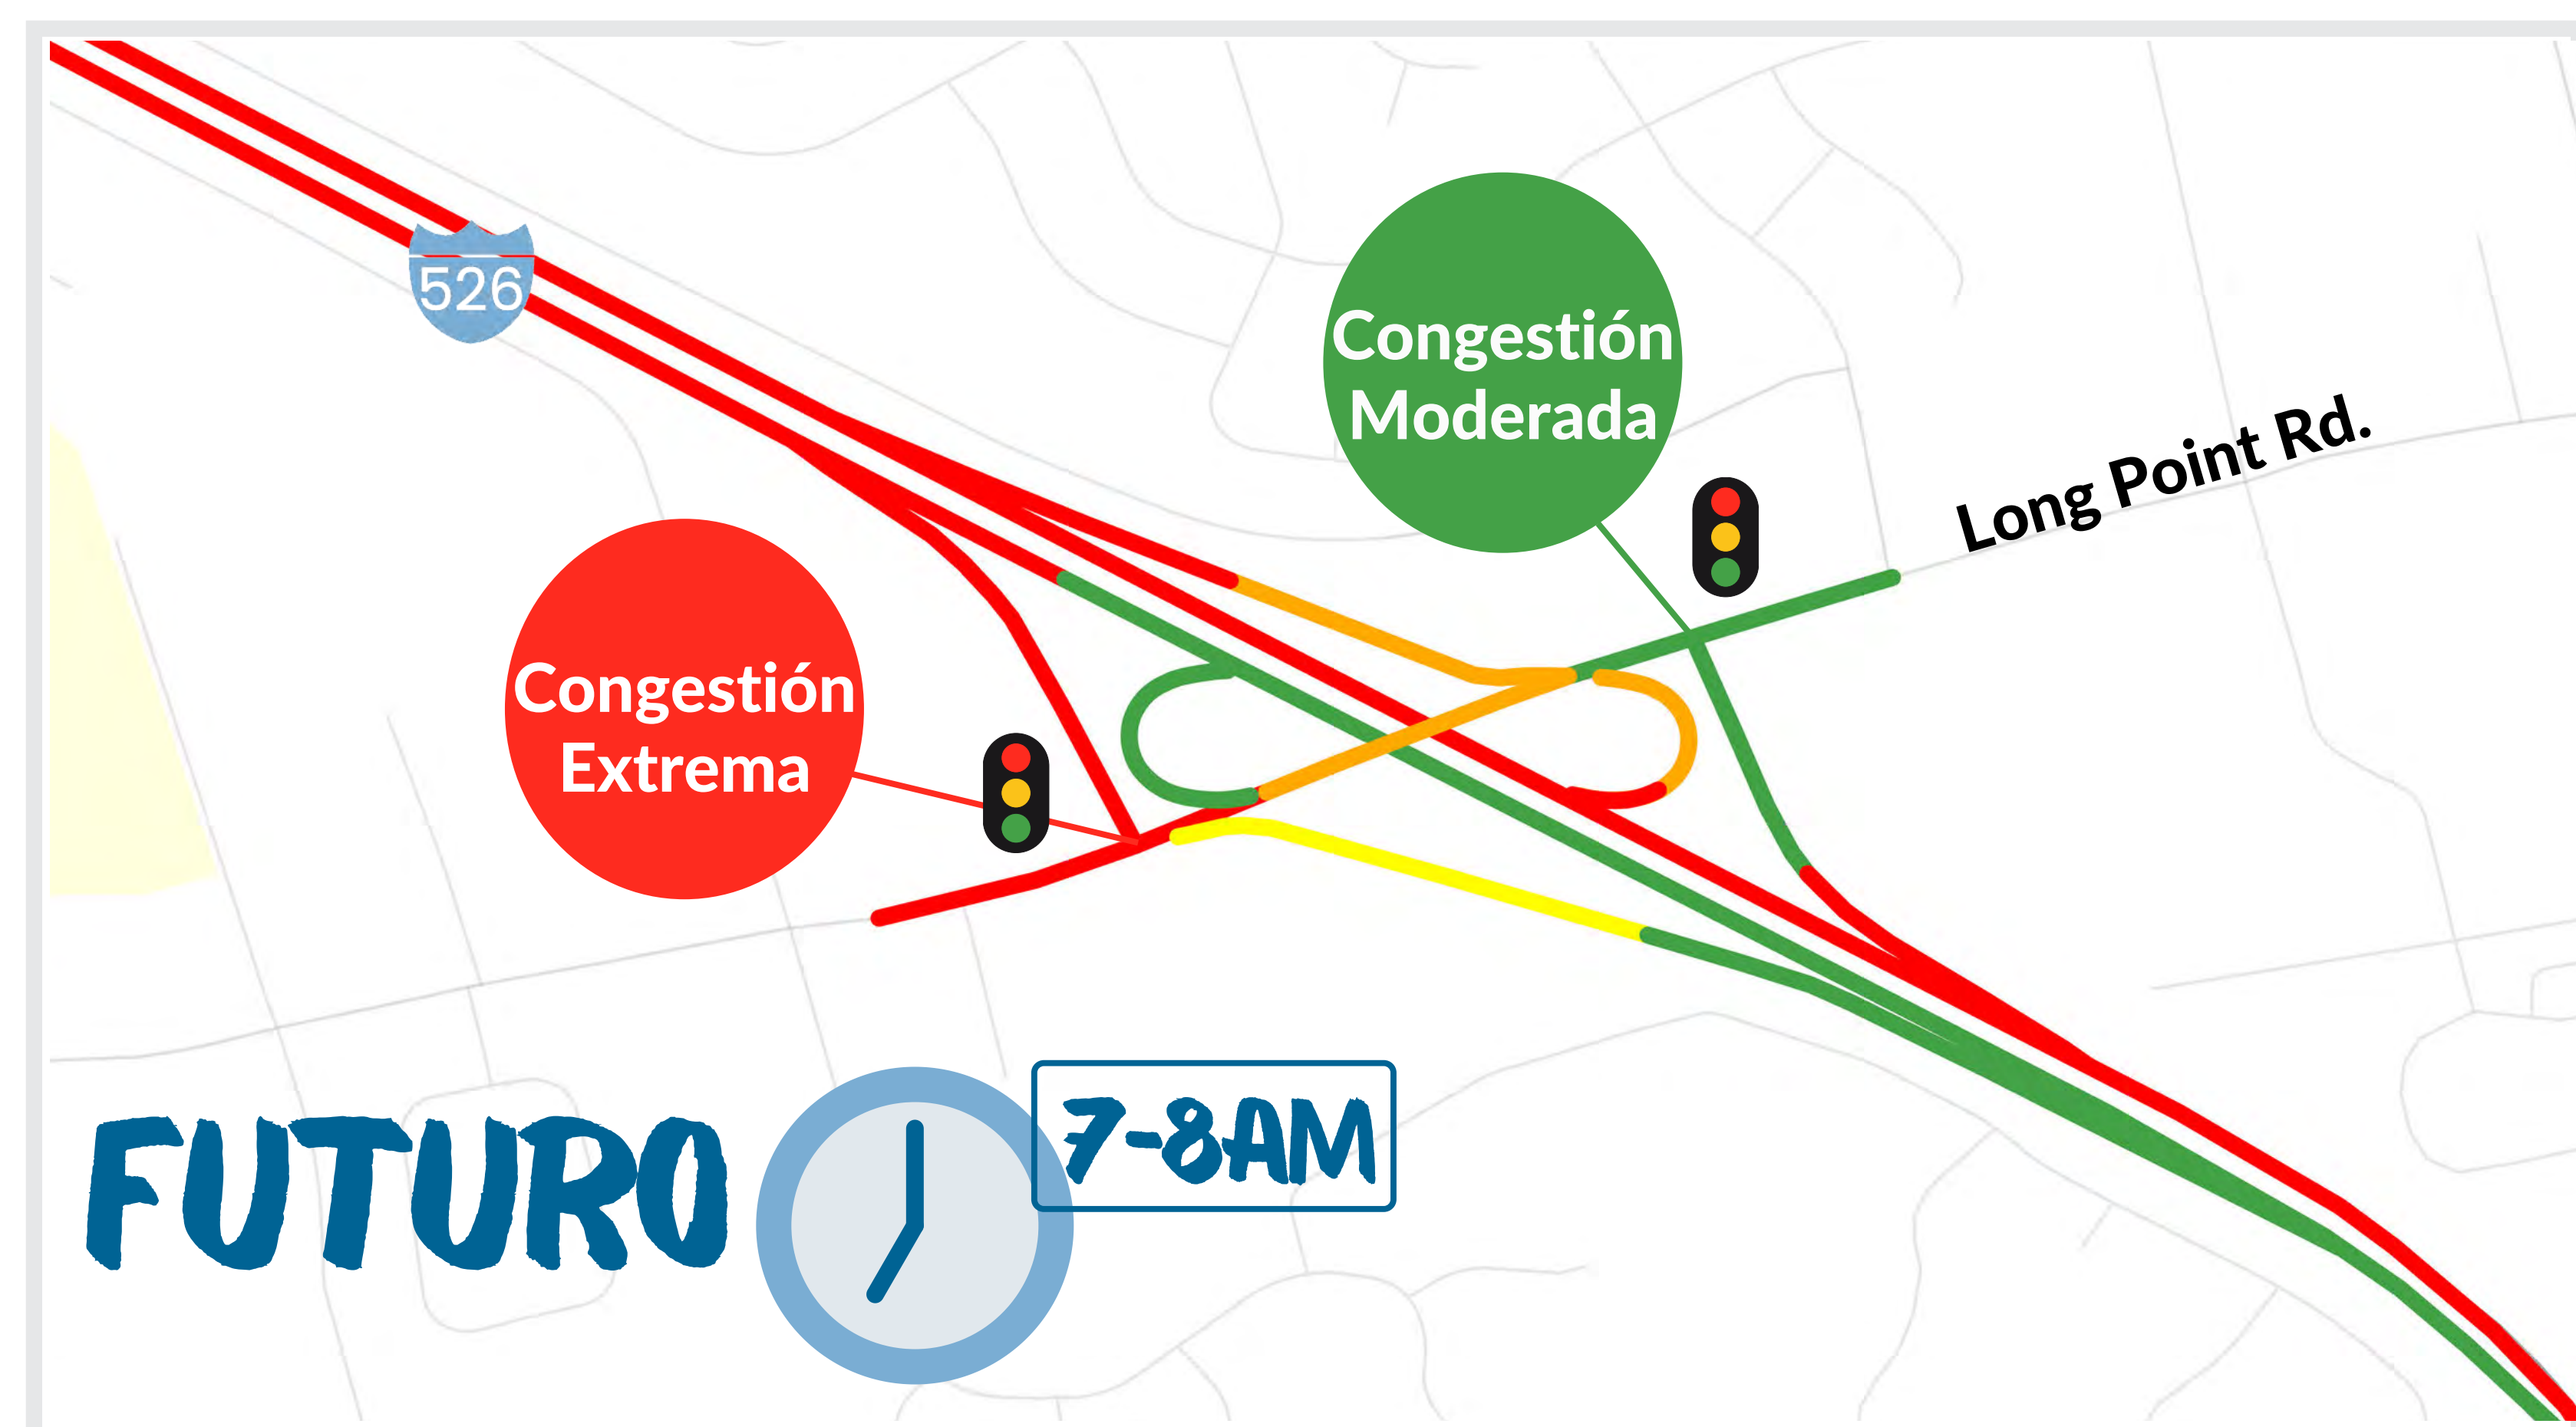 526
Congestión
Moderada
Long Point Rd.
Congestión
Extrema
FUTURO
7-8AM